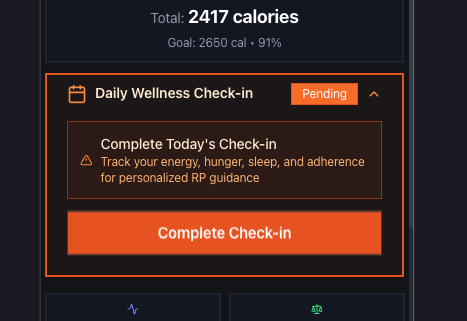 Total: 2417 calories
Goal: 2650 cal • 91%
Daily Wellness Check-in
Pending
Complete Today's Check-in
Track your energy, hunger, sleep, and adherence
for personalized RP guidance
Complete Check-in